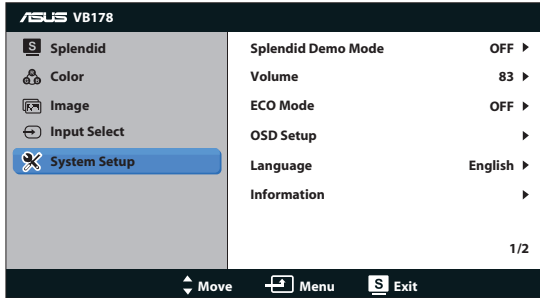 ASUS VB178
S Splendid
Color
Image
Input Select
System Setup
Splendid Demo Mode OFF
Volume 83
ECO Mode OFF
OSD Setup
Language English
Information
1/2
Move Menu S Exit